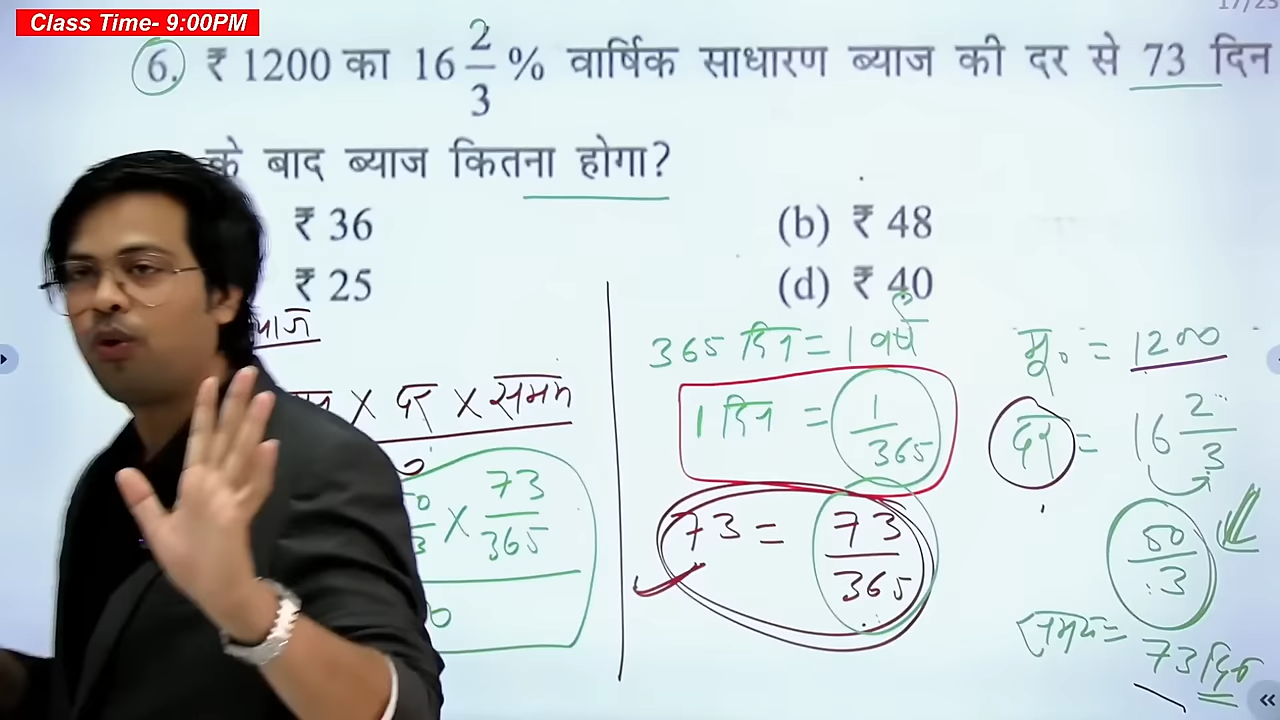 17/23
Class Time- 9:00PM
6. ₹ 1200 का 16 2/3 % वार्षिक साधारण ब्याज की दर से 73 दिन
के बाद ब्याज कितना होगा?
₹ 36 (b) ₹ 48
₹ 25 (d) ₹ 40
365 दिन = 1 वर्ष
1 दिन = 1/365
73 = 73/365
मू० = 1200
दर = 16 2/3
50/3
समय = 73 दिन
× दर × समय
× 73/365